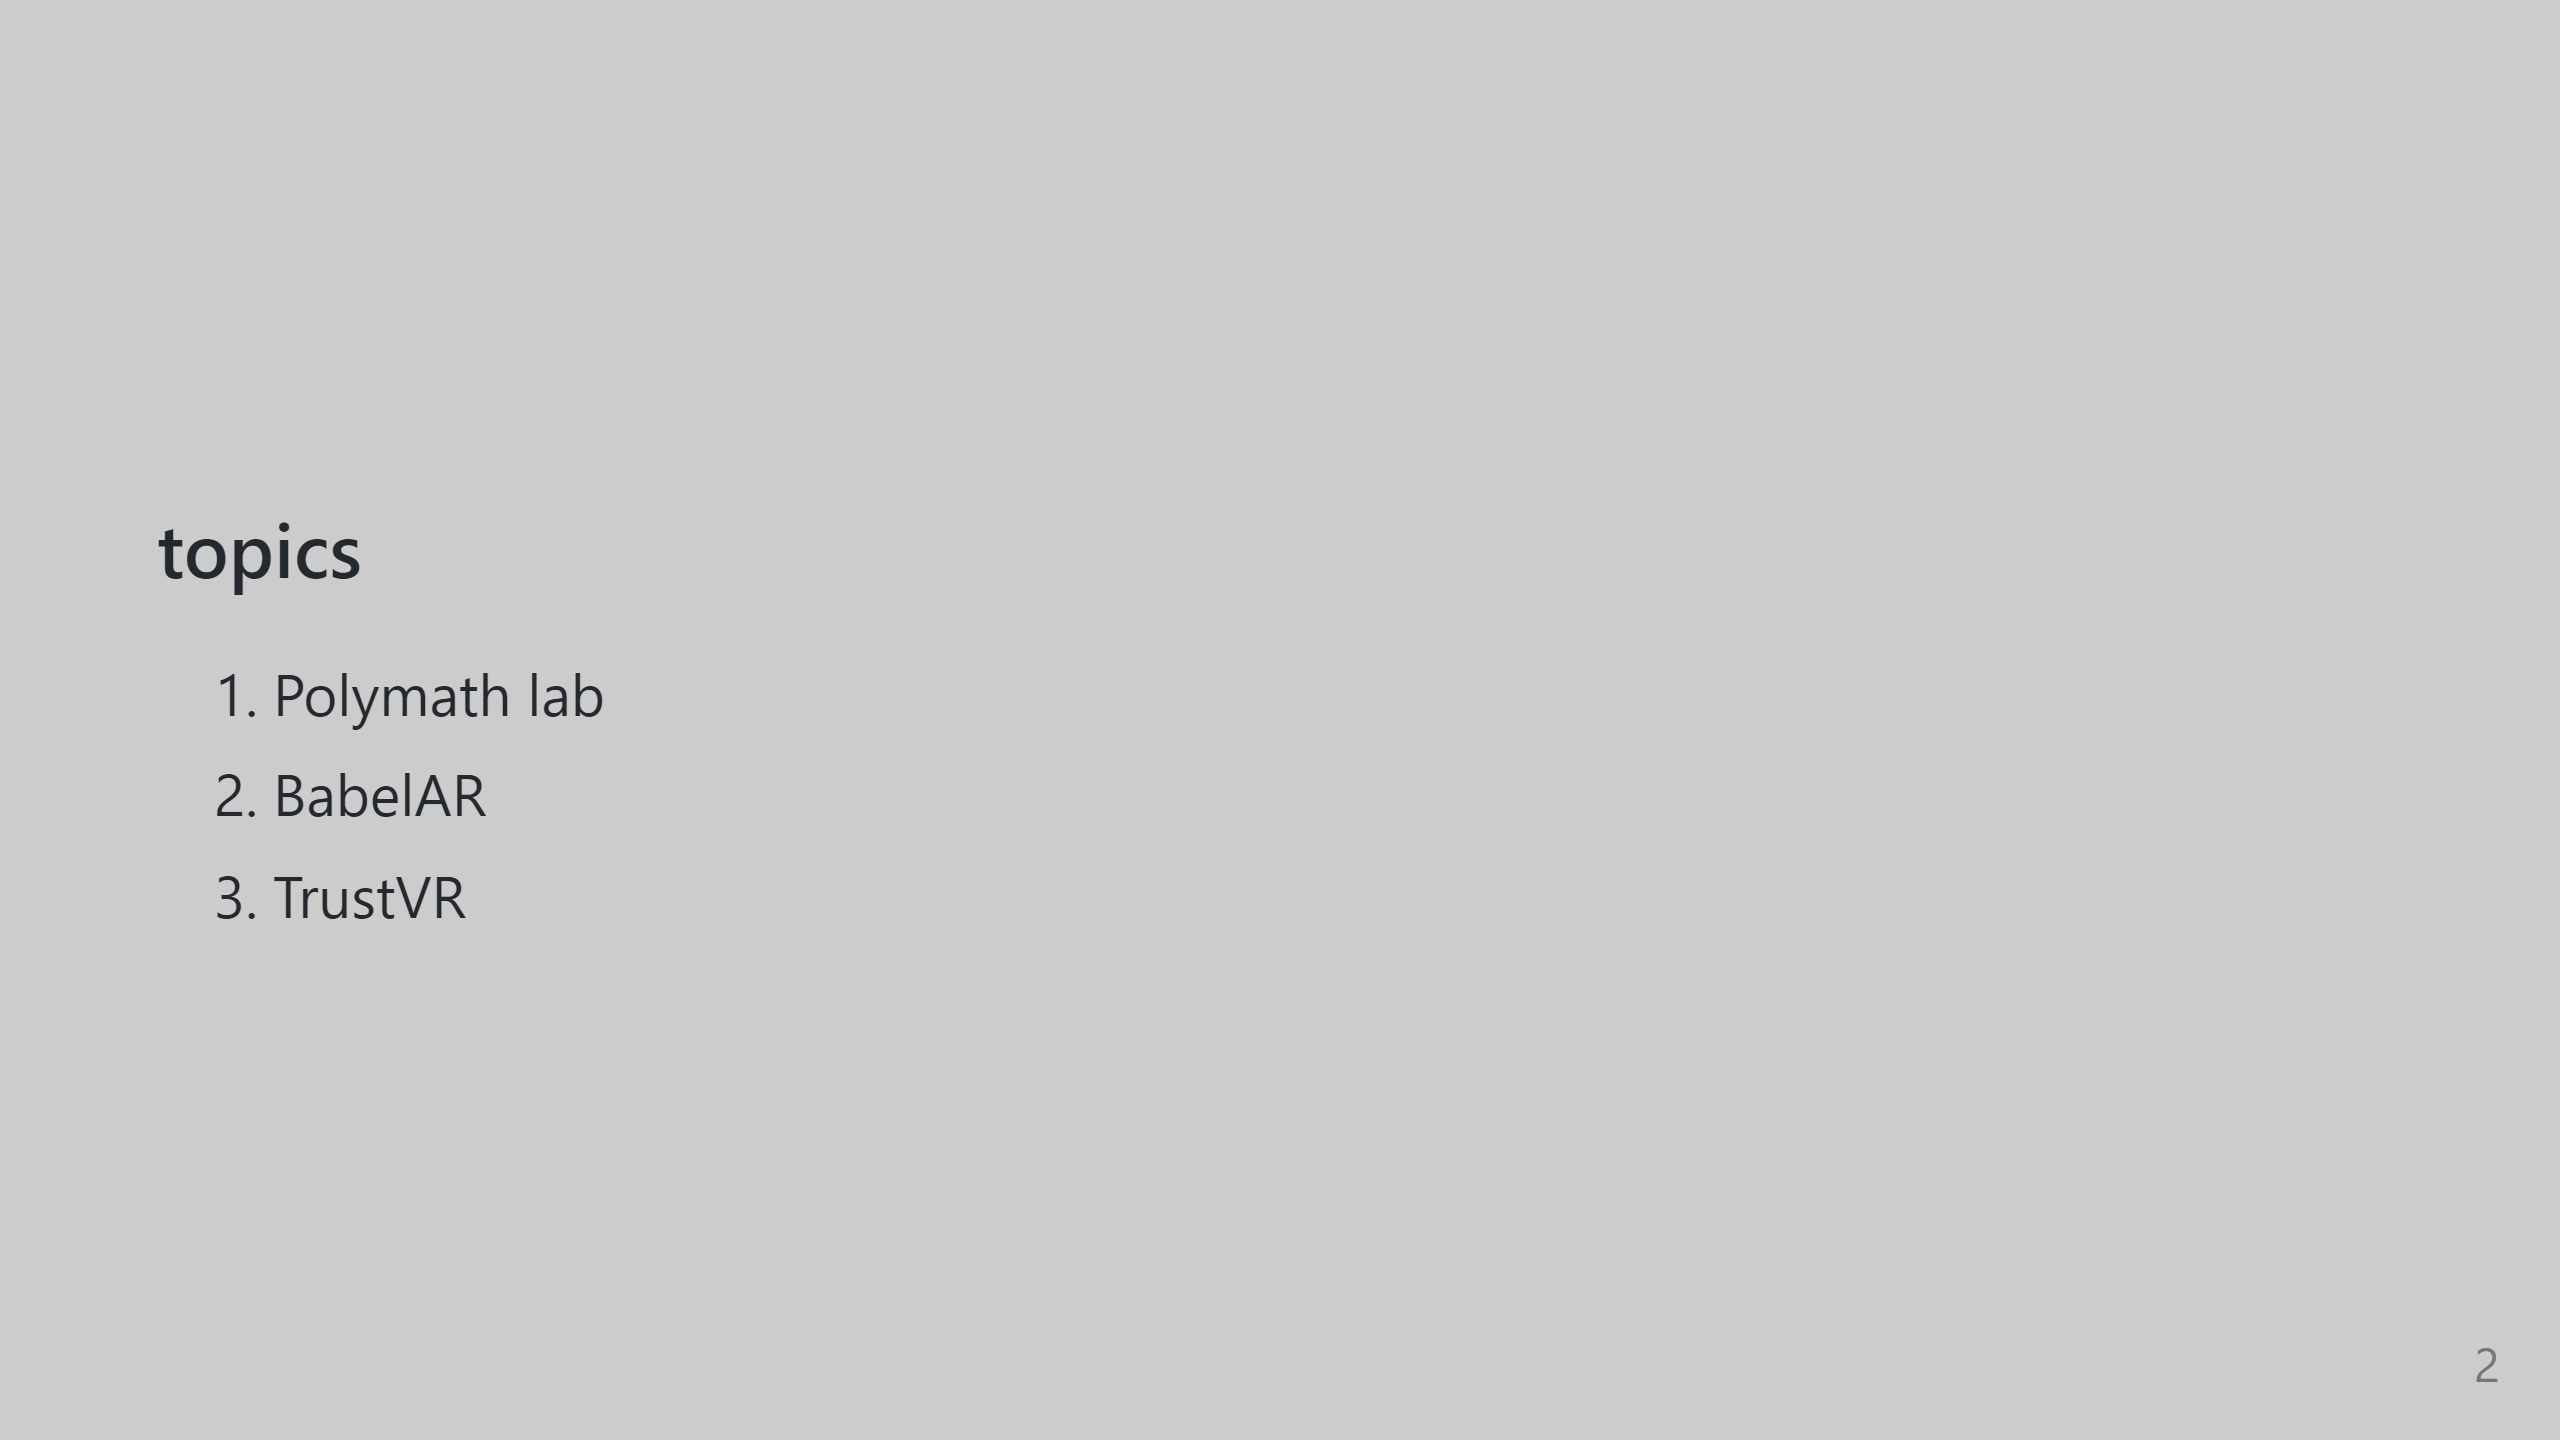 topics
1. Polymath lab
2. BabelAR
3. TrustVR
2